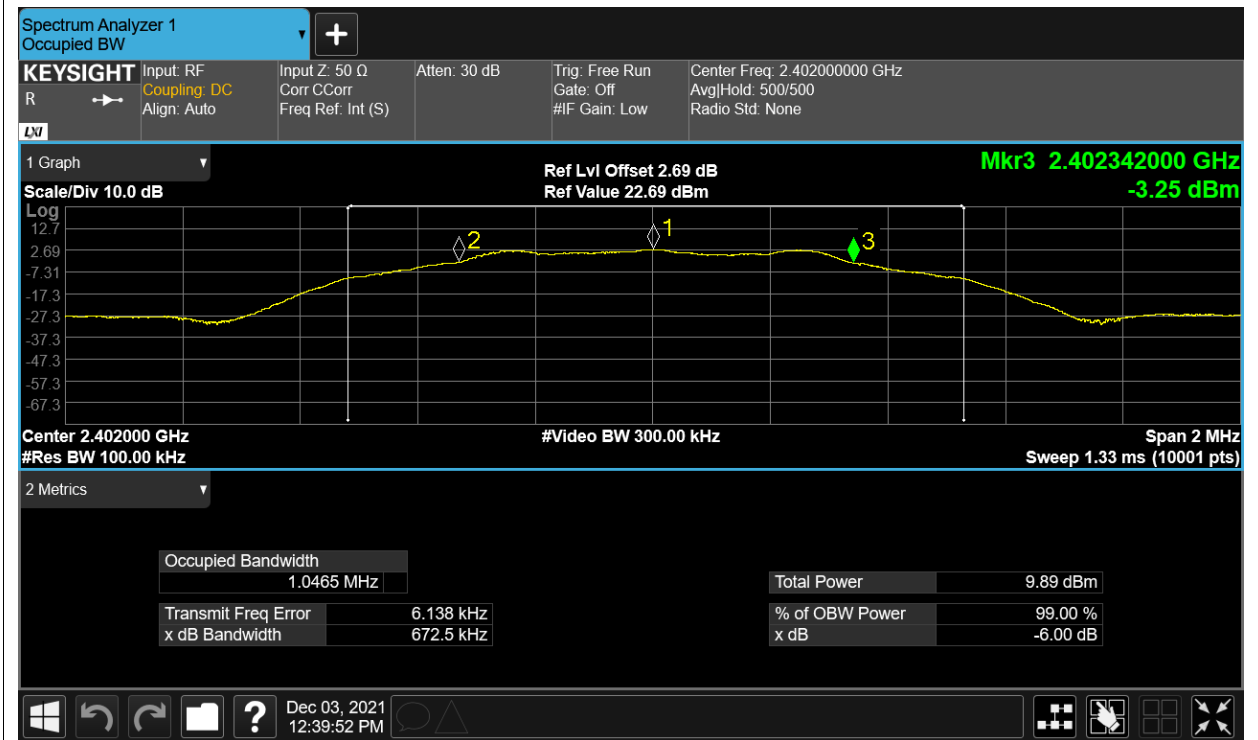 Spectrum Analyzer 1
Occupied BW
KEYSIGHT
R
LXI
Input: RF
Coupling: DC
Align: Auto
Input Z: 50 Ω
Corr CCorr
Freq Ref: Int (S)
Atten: 30 dB
Trig: Free Run
Gate: Off
#IF Gain: Low
Center Freq: 2.402000000 GHz
Avg|Hold: 500/500
Radio Std: None
1 Graph
Scale/Div 10.0 dB
Ref Lvl Offset 2.69 dB
Ref Value 22.69 dBm
Mkr3 2.402342000 GHz
-3.25 dBm
Log
12.7
2.69
-7.31
-17.3
-27.3
-37.3
-47.3
-57.3
-67.3
2
1
3
Center 2.402000 GHz
#Res BW 100.00 kHz
#Video BW 300.00 kHz
Span 2 MHz
Sweep 1.33 ms (10001 pts)
2 Metrics
Occupied Bandwidth
1.0465 MHz
Transmit Freq Error 6.138 kHz
x dB Bandwidth 672.5 kHz
Total Power 9.89 dBm
% of OBW Power 99.00 %
x dB -6.00 dB
?
Dec 03, 2021
12:39:52 PM